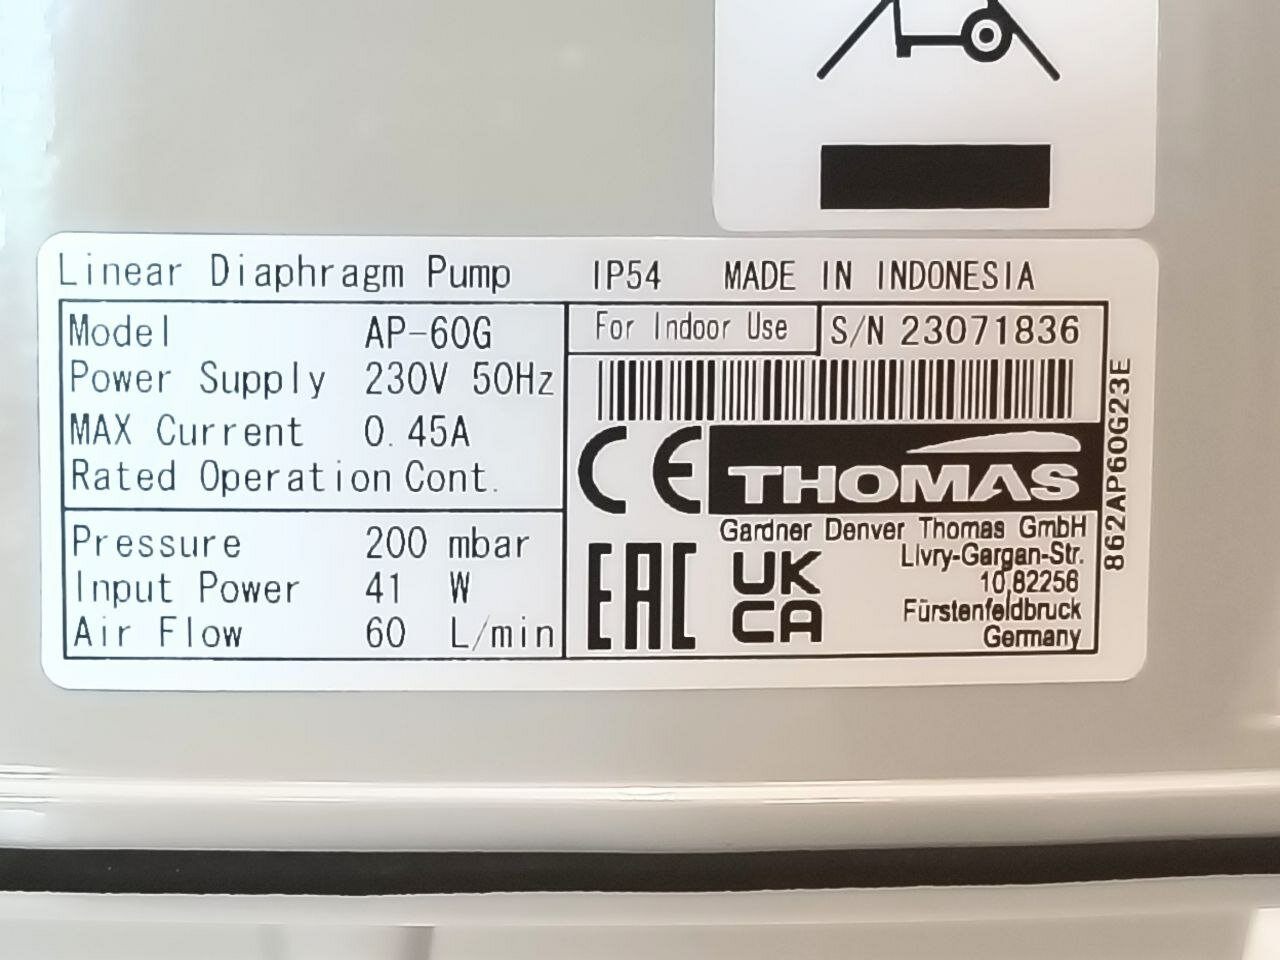 Linear Diaphragm Pump IP54 MADE IN INDONESIA
Model AP-60G
Power Supply 230V 50Hz
MAX Current 0.45A
Rated Operation Cont.
Pressure 200 mbar
Input Power 41 W
Air Flow 60 L/min
For Indoor Use
S/N 23071836
CE
THOMAS
Gardner Denver Thomas GmbH
Livry-Gargan-Str.
10,82256
Fürstenfeldbruck
Germany
EAC
UK
CA
862AP60G23E